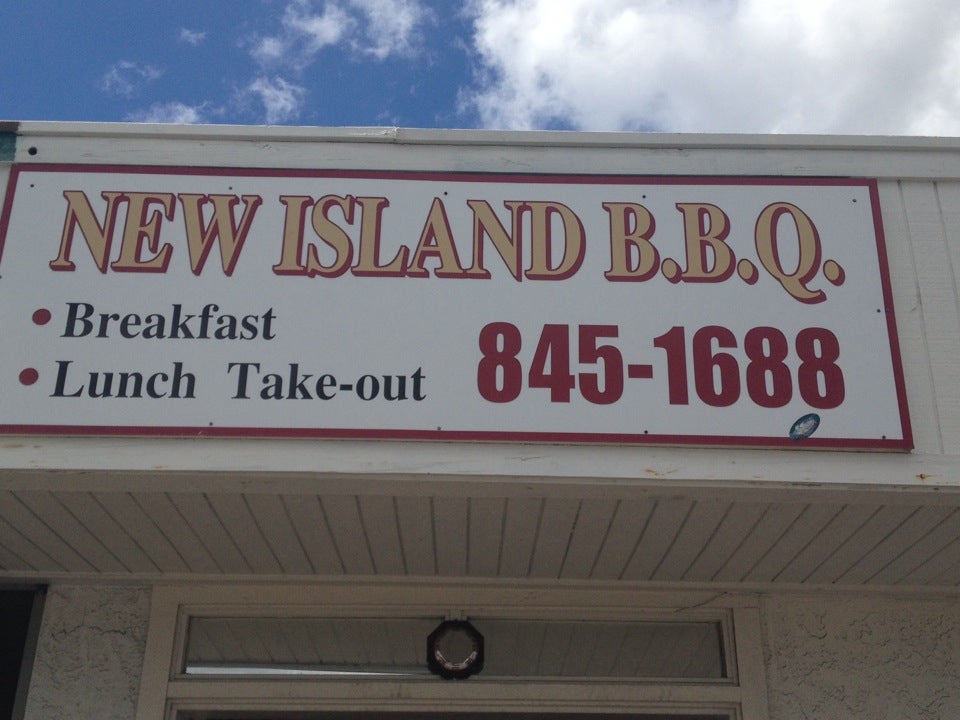 NEW ISLAND B.B.Q.
• Breakfast
• Lunch Take-out
845-1688